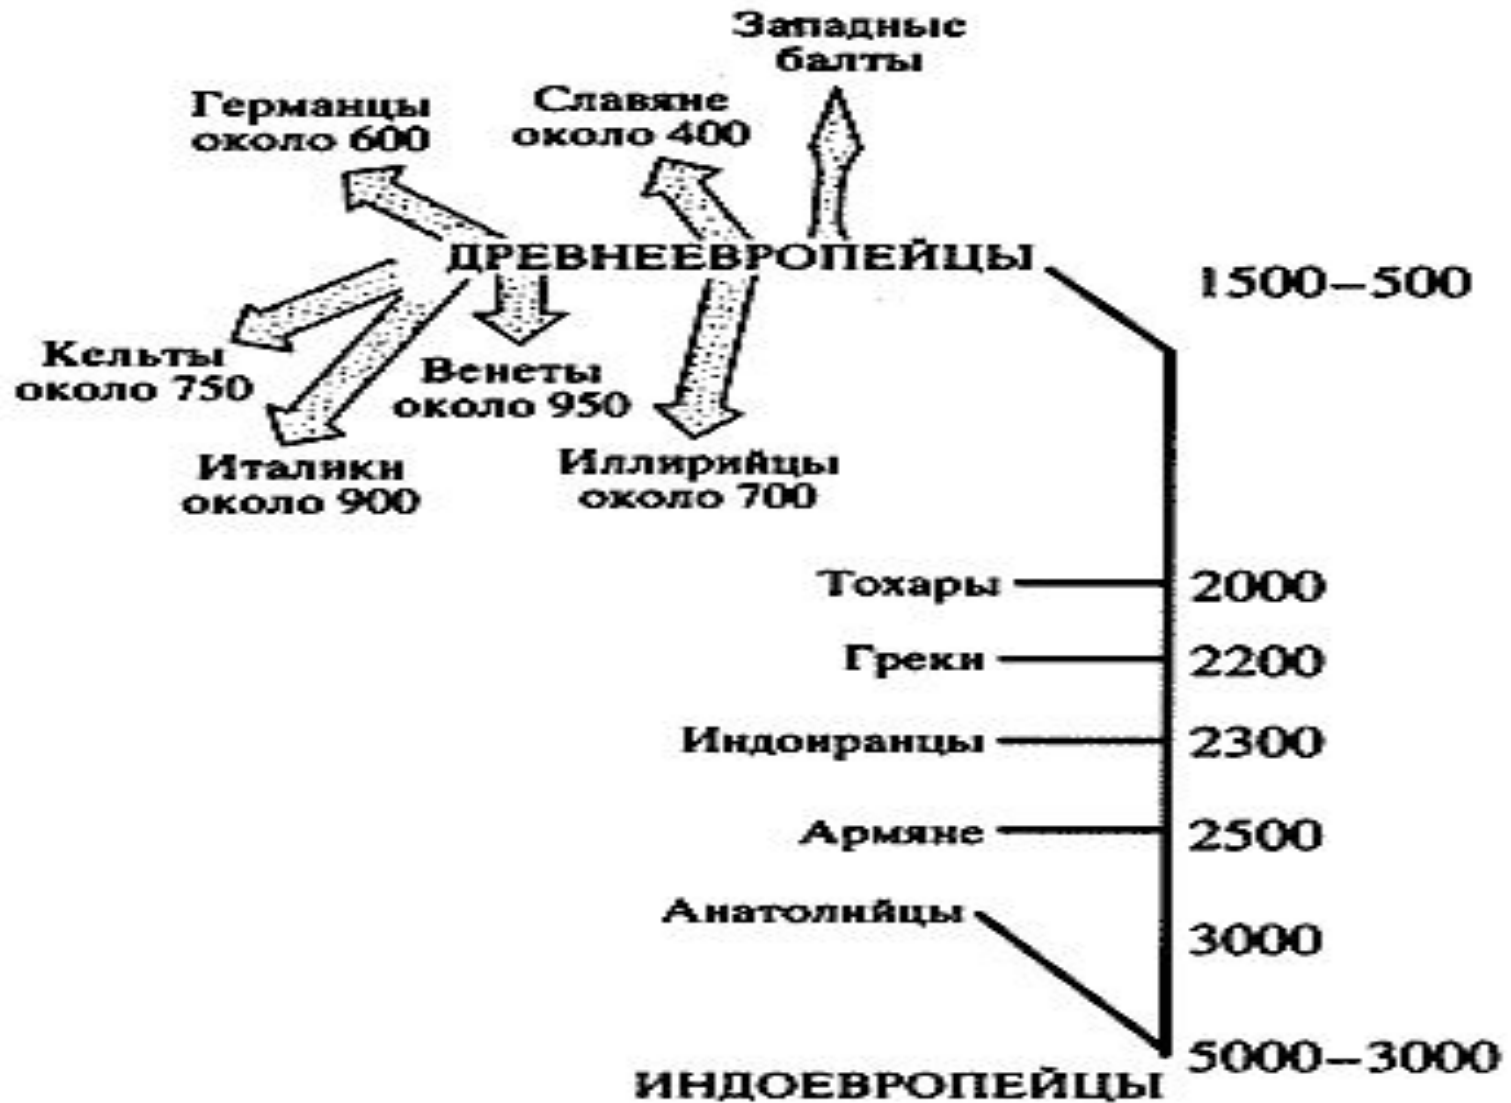 Западные
балты
Германцы
около 600
Славяне
около 400
ДРЕВНЕЕВРОПЕЙЦЫ
1500–500
Кельты
около 750
Венеты
около 950
Италики
около 900
Иллирийцы
около 700
Тохары 2000
Греки 2200
Индоиранцы 2300
Армяне 2500
Анатолийцы
3000
5000–3000
ИНДОЕВРОПЕЙЦЫ